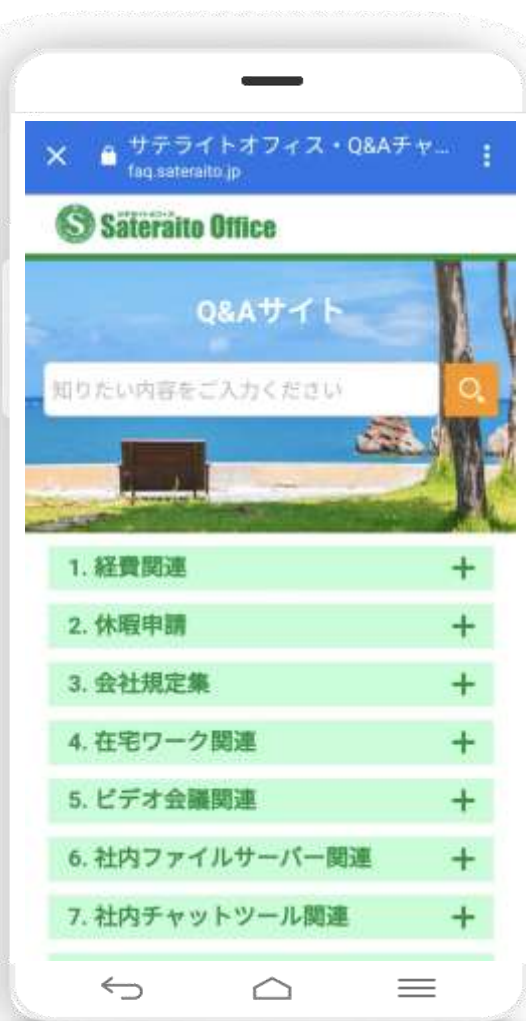 サテライトオフィス・Q&Aチャ...
faq.sateraito.jp
Sateraito Office
Q&Aサイト
知りたい内容をご入力ください
1. 経費関連
2. 休暇申請
3. 会社規定集
4. 在宅ワーク関連
5. ビデオ会議関連
6. 社内ファイルサーバー関連
7. 社内チャットツール関連